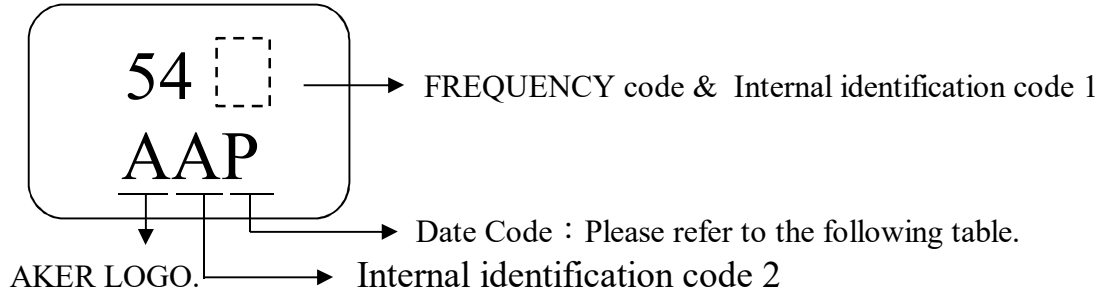 54
FREQUENCY code & Internal identification code 1
AAP
Date Code：Please refer to the following table.
AKER LOGO.
Internal identification code 2